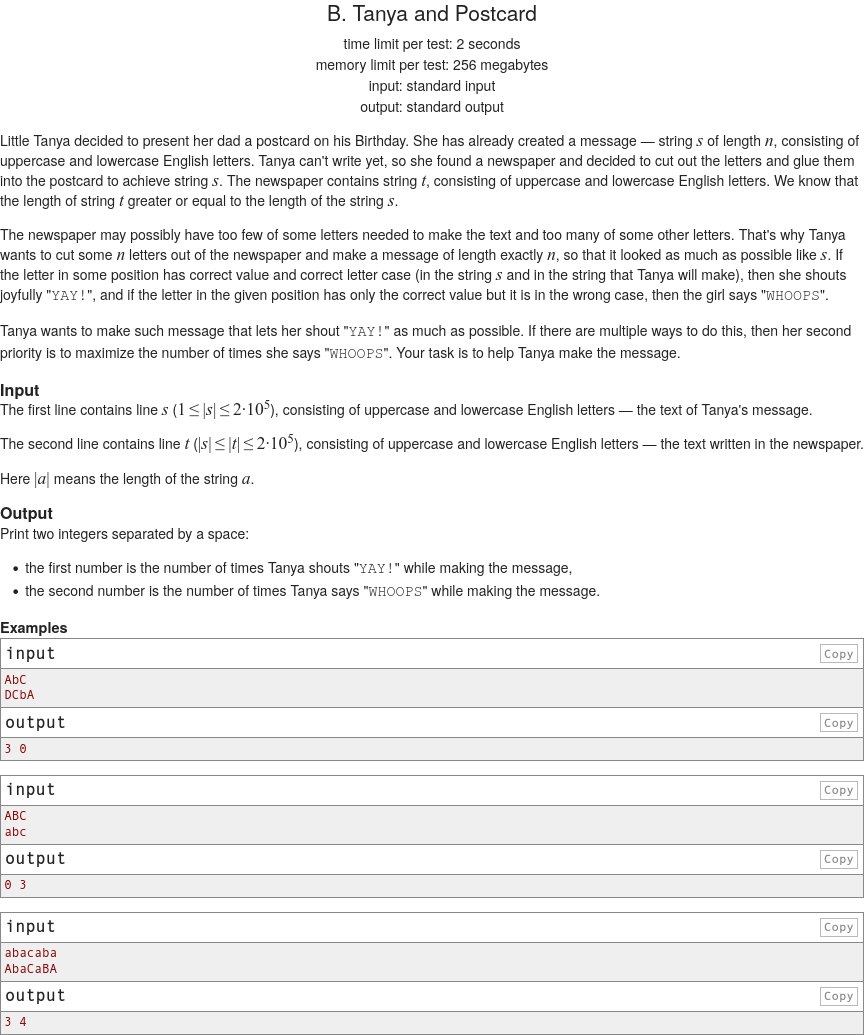 B. Tanya and Postcard
time limit per test: 2 seconds
memory limit per test: 256 megabytes
input: standard input
output: standard output
Little Tanya decided to present her dad a postcard on his Birthday. She has already created a message — string s of length n, consisting of
uppercase and lowercase English letters. Tanya can't write yet, so she found a newspaper and decided to cut out the letters and glue them
into the postcard to achieve string s. The newspaper contains string t, consisting of uppercase and lowercase English letters. We know that
the length of string t greater or equal to the length of the string s.
The newspaper may possibly have too few of some letters needed to make the text and too many of some other letters. That's why Tanya
wants to cut some n letters out of the newspaper and make a message of length exactly n, so that it looked as much as possible like s. If
the letter in some position has correct value and correct letter case (in the string s and in the string that Tanya will make), then she shouts
joyfully "YAY!", and if the letter in the given position has only the correct value but it is in the wrong case, then the girl says "WHOOPS".
Tanya wants to make such message that lets her shout "YAY!" as much as possible. If there are multiple ways to do this, then her second
priority is to maximize the number of times she says "WHOOPS". Your task is to help Tanya make the message.
Input
The first line contains line s (1 ≤ |s| ≤ 2·10⁵), consisting of uppercase and lowercase English letters — the text of Tanya's message.
The second line contains line t (|s| ≤ |t| ≤ 2·10⁵), consisting of uppercase and lowercase English letters — the text written in the newspaper.
Here |a| means the length of the string a.
Output
Print two integers separated by a space:
• the first number is the number of times Tanya shouts "YAY!" while making the message,
• the second number is the number of times Tanya says "WHOOPS" while making the message.
Examples
input Copy
AbC
DCbA
output Copy
3 0
input Copy
ABC
abc
output Copy
0 3
input Copy
abacaba
AbaCaBA
output Copy
3 4